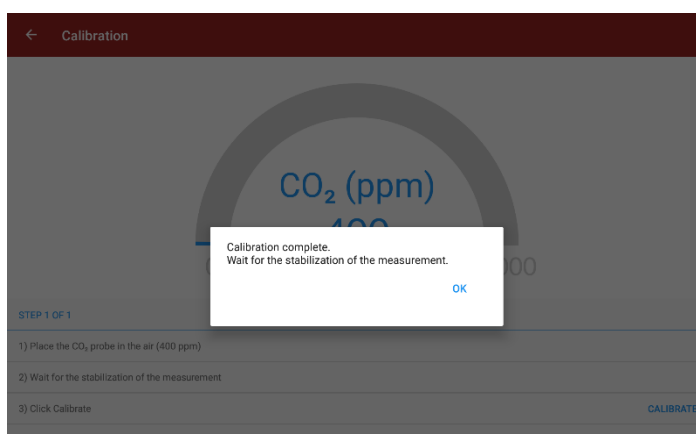 Calibration
CO₂ (ppm)
Calibration complete.
Wait for the stabilization of the measurement.
OK
STEP 1 OF 1
1) Place the CO₂ probe in the air (400 ppm)
2) Wait for the stabilization of the measurement
3) Click Calibrate
CALIBRATE